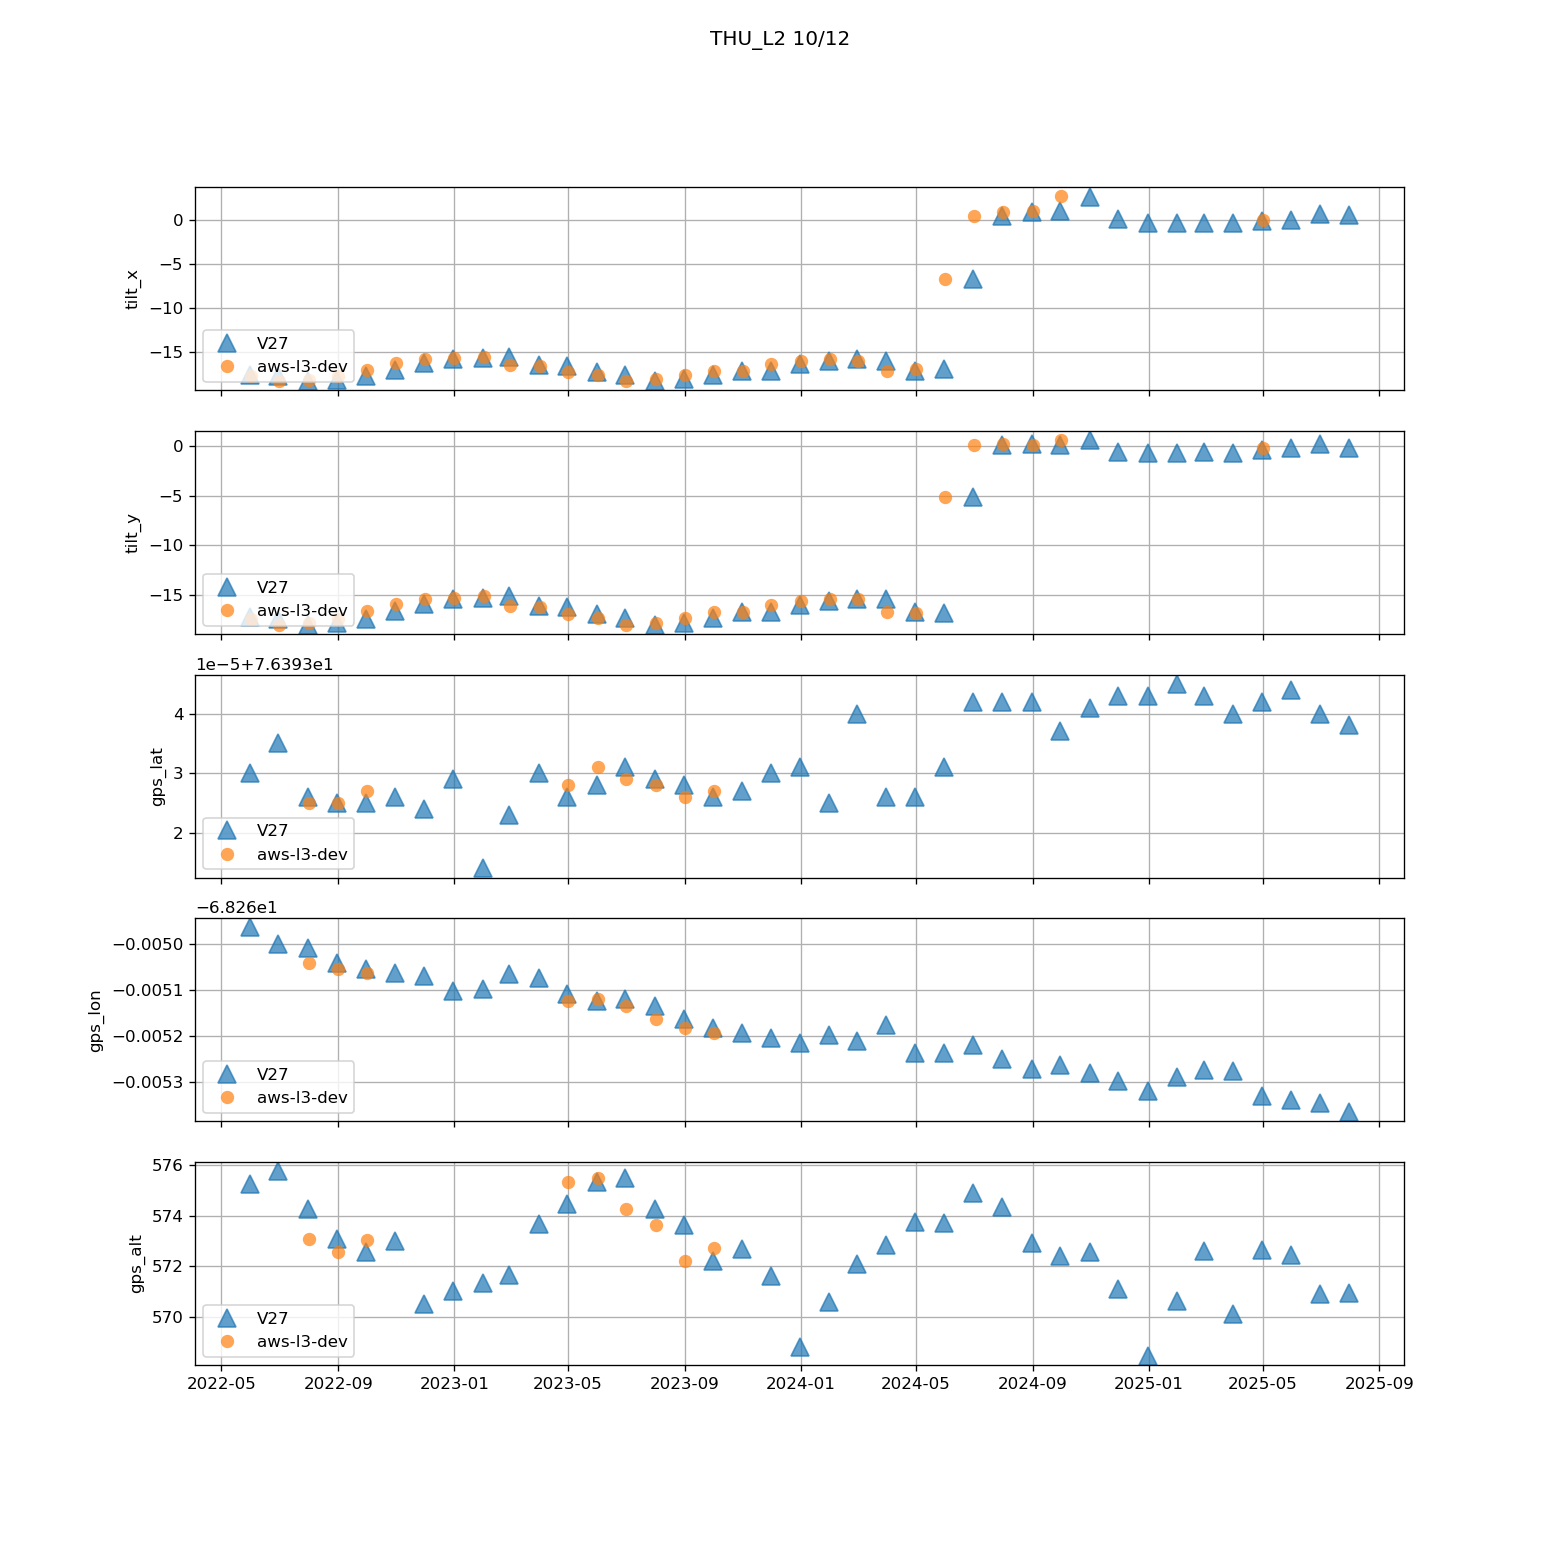 THU_L2 10/12
tilt_x
0
−5
−10
−15
V27
aws-l3-dev
tilt_y
0
−5
−10
−15
V27
aws-l3-dev
1e−5+7.6393e1
gps_lat
4
3
2
V27
aws-l3-dev
−6.826e1
gps_lon
−0.0050
−0.0051
−0.0052
−0.0053
V27
aws-l3-dev
gps_alt
576
574
572
570
V27
aws-l3-dev
2022-05 2022-09 2023-01 2023-05 2023-09 2024-01 2024-05 2024-09 2025-01 2025-05 2025-09